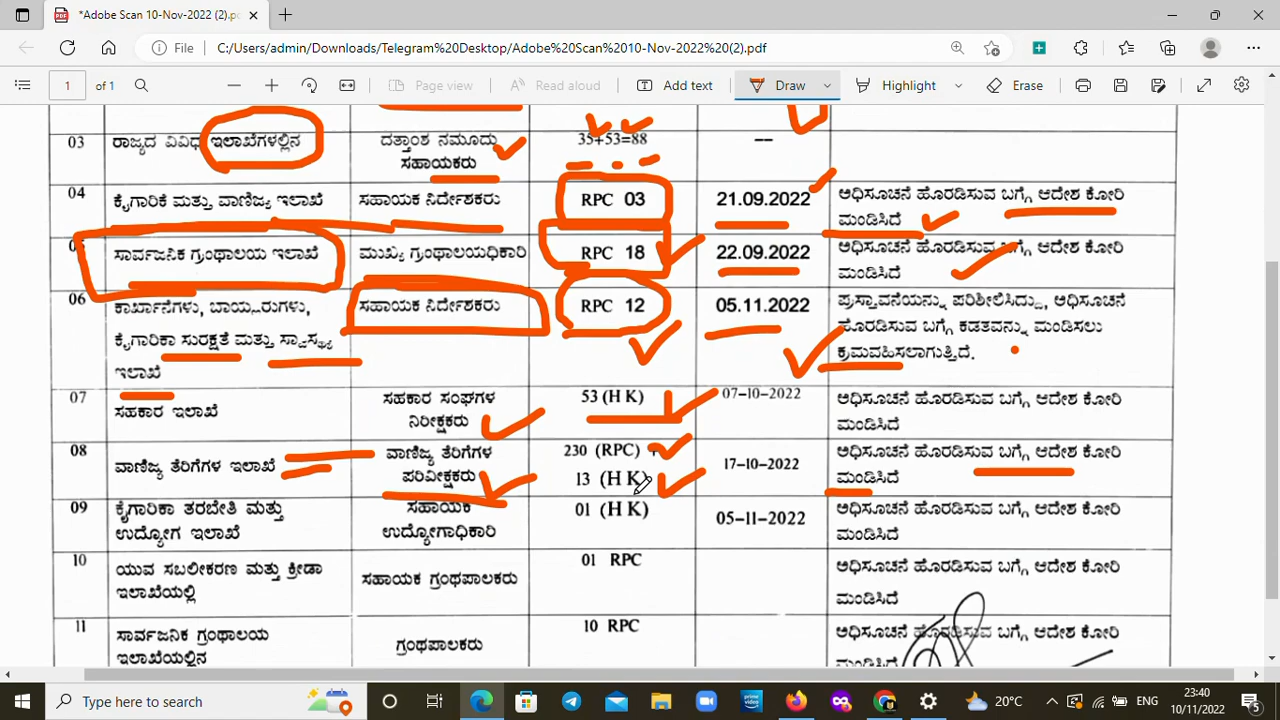 *Adobe Scan 10-Nov-2022 (2).pdf
File
C:/Users/admin/Downloads/Telegram%20Desktop/Adobe%20Scan%2010-Nov-2022%20(2).pdf
1 of 1
Page view
Read aloud
Add text
Draw
Highlight
Erase
03 ರಾಜ್ಯದ ವಿವಿಧ ಇಲಾಖೆಗಳಲ್ಲಿನ ದತ್ತಾಂಶ ನಮೂದು 35+53=88 --
ಸಹಾಯಕರು
04 ಕೈಗಾರಿಕೆ ಮತ್ತು ವಾಣಿಜ್ಯ ಇಲಾಖೆ ಸಹಾಯಕ ನಿರ್ದೇಶಕರು RPC 03 21.09.2022 ಅಧಿಸೂಚನೆ ಹೊರಡಿಸುವ ಬಗ್ಗೆ ಆದೇಶ ಕೋರಿ
ಮಂಡಿಸಿದೆ
05 ಸಾರ್ವಜನಿಕ ಗ್ರಂಥಾಲಯ ಇಲಾಖೆ ಮುಖ್ಯ ಗ್ರಂಥಾಲಯಧಿಕಾರಿ RPC 18 22.09.2022 ಅಧಿಸೂಚನೆ ಹೊರಡಿಸುವ ಬಗ್ಗೆ ಆದೇಶ ಕೋರಿ
ಮಂಡಿಸಿದೆ
06 ಕಾರ್ಖಾನೆಗಳು, ಬಾಯ್ಲರುಗಳು, ಸಹಾಯಕ ನಿರ್ದೇಶಕರು RPC 12 05.11.2022 ಪ್ರಸ್ತಾವನೆಯನ್ನು ಪರಿಶೀಲಿಸಿದ್ದು, ಅಧಿಸೂಚನೆ
ಕೈಗಾರಿಕಾ ಸುರಕ್ಷತೆ ಮತ್ತು ಸ್ವಾಸ್ಥ್ಯ ಹೊರಡಿಸುವ ಬಗ್ಗೆ ಕಡತವನ್ನು ಮಂಡಿಸಲು
ಇಲಾಖೆ ಕ್ರಮವಹಿಸಲಾಗುತ್ತಿದೆ.
07 ಸಹಕಾರ ಇಲಾಖೆ ಸಹಕಾರ ಸಂಘಗಳ 53 (H K) 07-10-2022 ಅಧಿಸೂಚನೆ ಹೊರಡಿಸುವ ಬಗ್ಗೆ ಆದೇಶ ಕೋರಿ
ನಿರೀಕ್ಷಕರು ಮಂಡಿಸಿದೆ
08 ವಾಣಿಜ್ಯ ತೆರಿಗೆಗಳ ಇಲಾಖೆ ವಾಣಿಜ್ಯ ತೆರಿಗೆಗಳ 230 (RPC) + 17-10-2022 ಅಧಿಸೂಚನೆ ಹೊರಡಿಸುವ ಬಗ್ಗೆ ಆದೇಶ ಕೋರಿ
ಪರಿವೀಕ್ಷಕರು 13 (H K) ಮಂಡಿಸಿದೆ
09 ಕೈಗಾರಿಕಾ ತರಬೇತಿ ಮತ್ತು ಸಹಾಯಕ 01 (H K) 05-11-2022 ಅಧಿಸೂಚನೆ ಹೊರಡಿಸುವ ಬಗ್ಗೆ ಆದೇಶ ಕೋರಿ
ಉದ್ಯೋಗ ಇಲಾಖೆ ಉದ್ಯೋಗಾಧಿಕಾರಿ ಮಂಡಿಸಿದೆ
10 ಯುವ ಸಬಲೀಕರಣ ಮತ್ತು ಕ್ರೀಡಾ ಸಹಾಯಕ ಗ್ರಂಥಪಾಲಕರು 01 RPC ಅಧಿಸೂಚನೆ ಹೊರಡಿಸುವ ಬಗ್ಗೆ ಆದೇಶ ಕೋರಿ
ಇಲಾಖೆಯಲ್ಲಿ ಮಂಡಿಸಿದೆ
11 ಸಾರ್ವಜನಿಕ ಗ್ರಂಥಾಲಯ ಗ್ರಂಥಪಾಲಕರು 10 RPC ಅಧಿಸೂಚನೆ ಹೊರಡಿಸುವ ಬಗ್ಗೆ ಆದೇಶ ಕೋರಿ
ಇಲಾಖೆಯಲ್ಲಿನ ಮಂಡಿಸಿದೆ
Type here to search
20°C
ENG
23:40
10/11/2022
5